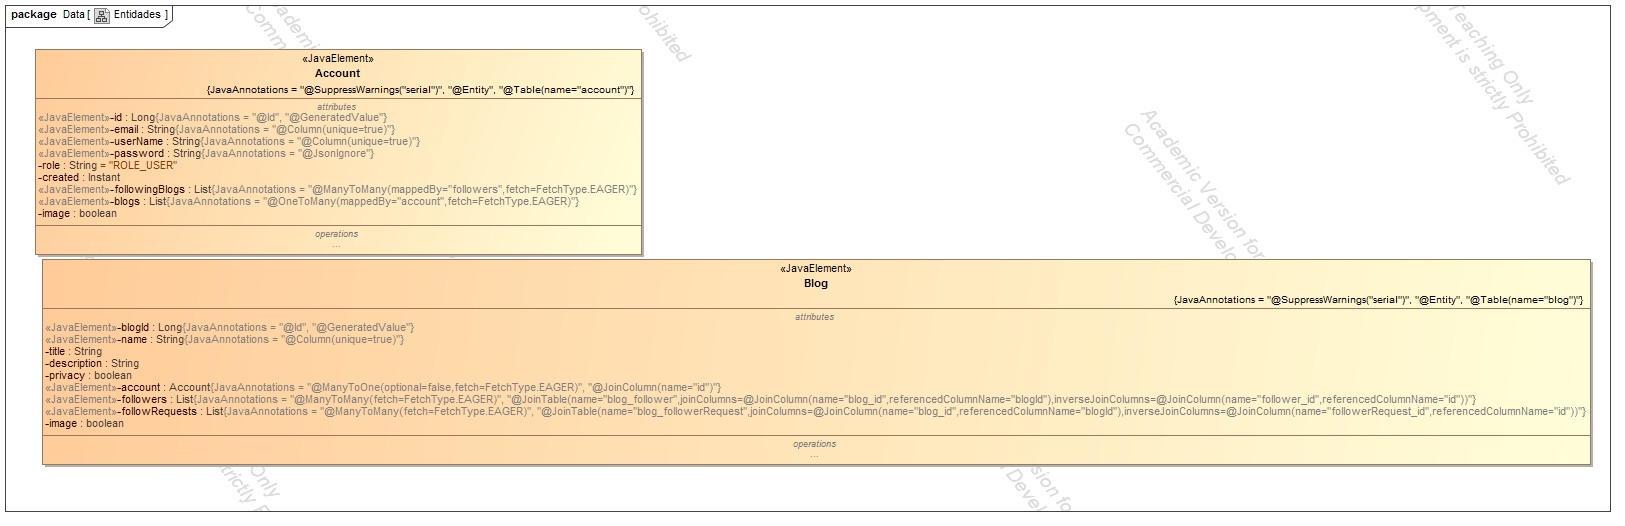 package Data [ Entidades ]
«JavaElement»
Account
{JavaAnnotations = "@SuppressWarnings("serial")", "@Entity", "@Table(name="account")"}
attributes
«JavaElement»-id : Long{JavaAnnotations = "@Id", "@GeneratedValue"}
«JavaElement»-email : String{JavaAnnotations = "@Column(unique=true)"}
«JavaElement»-userName : String{JavaAnnotations = "@Column(unique=true)"}
«JavaElement»-password : String{JavaAnnotations = "@JsonIgnore"}
-role : String = "ROLE_USER"
-created : Instant
«JavaElement»-followingBlogs : List{JavaAnnotations = "@ManyToMany(mappedBy="followers",fetch=FetchType.EAGER)"}
«JavaElement»-blogs : List{JavaAnnotations = "@OneToMany(mappedBy="account",fetch=FetchType.EAGER)"}
-image : boolean
operations
...
«JavaElement»
Blog
{JavaAnnotations = "@SuppressWarnings("serial")", "@Entity", "@Table(name="blog")"}
attributes
«JavaElement»-blogId : Long{JavaAnnotations = "@Id", "@GeneratedValue"}
«JavaElement»-name : String{JavaAnnotations = "@Column(unique=true)"}
-title : String
-description : String
-privacy : boolean
«JavaElement»-account : Account{JavaAnnotations = "@ManyToOne(optional=false,fetch=FetchType.EAGER)", "@JoinColumn(name="id")"}
«JavaElement»-followers : List{JavaAnnotations = "@ManyToMany(fetch=FetchType.EAGER)", "@JoinTable(name="blog_follower",joinColumns=@JoinColumn(name="blog_id",referencedColumnName="blogId"),inverseJoinColumns=@JoinColumn(name="follower_id",referencedColumnName="id"))"}
«JavaElement»-followRequests : List{JavaAnnotations = "@ManyToMany(fetch=FetchType.EAGER)", "@JoinTable(name="blog_followerRequest",joinColumns=@JoinColumn(name="blog_id",referencedColumnName="blogId"),inverseJoinColumns=@JoinColumn(name="followerRequest_id",referencedColumnName="id"))"}
-image : boolean
operations
...
Teaching Only
is strictly Prohibited
Academic Version for
Commercial
Only